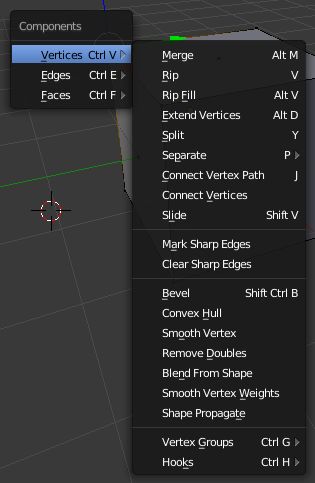 Components
Vertices Ctrl V
Edges Ctrl E
Faces Ctrl F
Merge Alt M
Rip V
Rip Fill Alt V
Extend Vertices Alt D
Split Y
Separate P
Connect Vertex Path J
Connect Vertices
Slide Shift V
Mark Sharp Edges
Clear Sharp Edges
Bevel Shift Ctrl B
Convex Hull
Smooth Vertex
Remove Doubles
Blend From Shape
Smooth Vertex Weights
Shape Propagate
Vertex Groups Ctrl G
Hooks Ctrl H